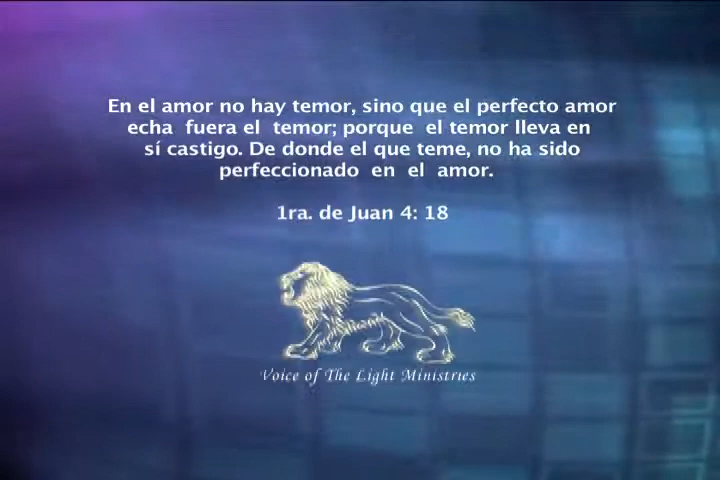 En el amor no hay temor, sino que el perfecto amor
echa fuera el temor; porque el temor lleva en
sí castigo. De donde el que teme, no ha sido
perfeccionado en el amor.
1ra. de Juan 4: 18
Voice of The Light Ministries